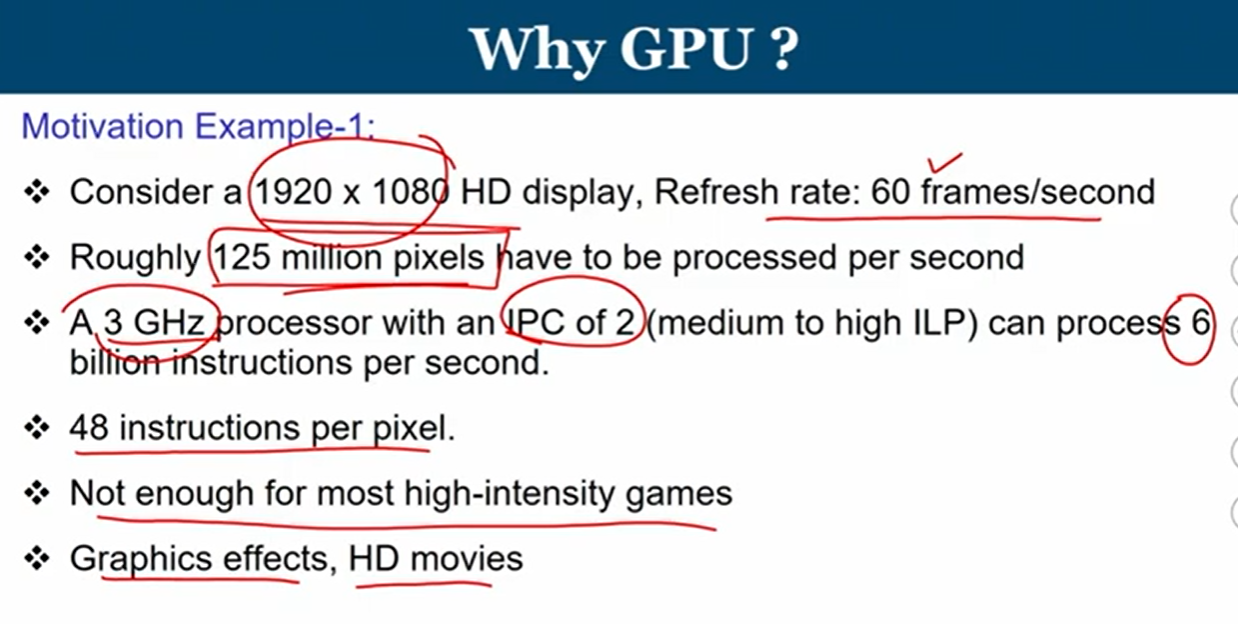 Why GPU ?
Motivation Example-1:
❖ Consider a 1920 x 1080 HD display, Refresh rate: 60 frames/second
❖ Roughly 125 million pixels have to be processed per second
❖ A 3 GHz processor with an IPC of 2 (medium to high ILP) can process 6
billion instructions per second.
❖ 48 instructions per pixel.
❖ Not enough for most high-intensity games
❖ Graphics effects, HD movies